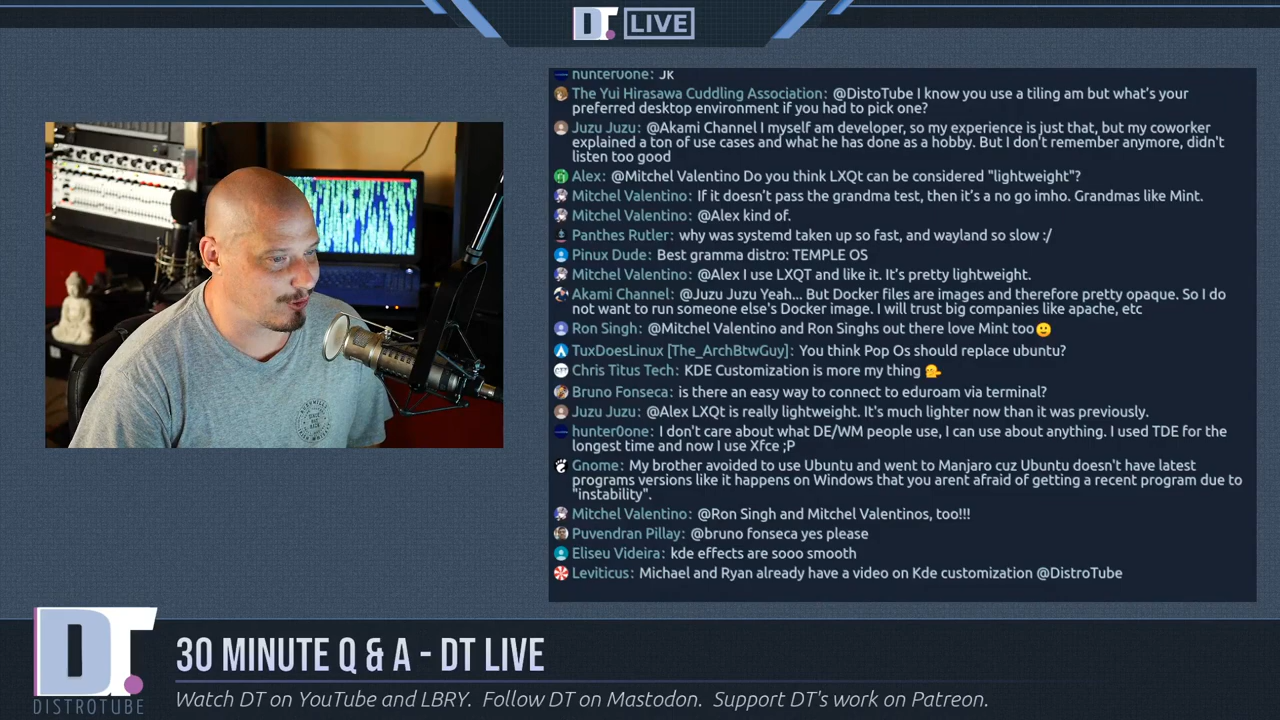 DT LIVE
hunter0one: JK
The Yui Hirasawa Cuddling Association: @DistoTube I know you use a tiling am but what's your
preferred desktop environment if you had to pick one?
Juzu Juzu: @Akami Channel I myself am developer, so my experience is just that, but my coworker
explained a ton of use cases and what he has done as a hobby. But I don't remember anymore, didn't
listen too good
Alex: @Mitchel Valentino Do you think LXQt can be considered "lightweight"?
Mitchel Valentino: If it doesn't pass the grandma test, then it's a no go imho. Grandmas like Mint.
Mitchel Valentino: @Alex kind of.
Panthes Rutler: why was systemd taken up so fast, and wayland so slow :/
Pinux Dude: Best gramma distro: TEMPLE OS
Mitchel Valentino: @Alex I use LXQT and like it. It's pretty lightweight.
Akami Channel: @Juzu Juzu Yeah... But Docker files are images and therefore pretty opaque. So I do
not want to run someone else's Docker image. I will trust big companies like apache, etc
Ron Singh: @Mitchel Valentino and Ron Singhs out there love Mint too🙂
TuxDoesLinux [The_ArchBtwGuy]: You think Pop Os should replace ubuntu?
Chris Titus Tech: KDE Customization is more my thing
Bruno Fonseca: is there an easy way to connect to eduroam via terminal?
Juzu Juzu: @Alex LXQt is really lightweight. It's much lighter now than it was previously.
hunter0one: I don't care about what DE/WM people use, I can use about anything. I used TDE for the
longest time and now I use Xfce ;P
Gnome: My brother avoided to use Ubuntu and went to Manjaro cuz Ubuntu doesn't have latest
programs versions like it happens on Windows that you arent afraid of getting a recent program due to
"instability".
Mitchel Valentino: @Ron Singh and Mitchel Valentinos, too!!!
Puvendran Pillay: @bruno fonseca yes please
Eliseu Videira: kde effects are sooo smooth
Leviticus: Michael and Ryan already have a video on Kde customization @DistroTube
DT
DISTROTUBE
30 MINUTE Q & A - DT LIVE
Watch DT on YouTube and LBRY. Follow DT on Mastodon. Support DT's work on Patreon.